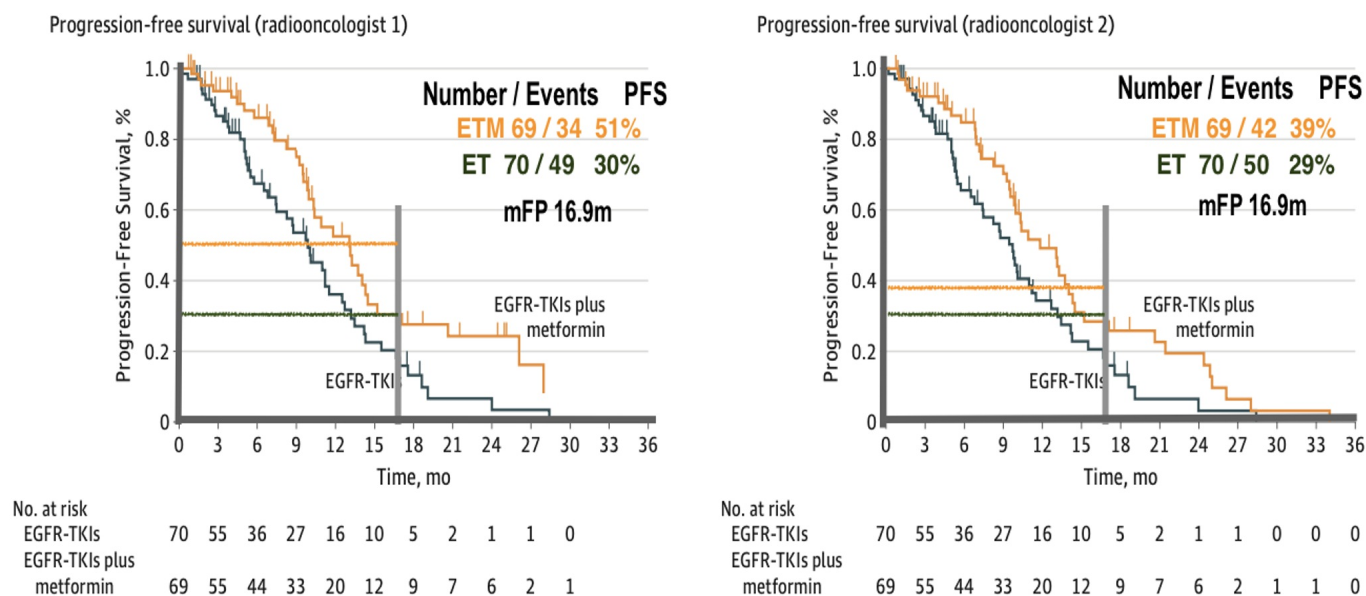 Progression-free survival (radiooncologist 1)
Progression-Free Survival, %
1.0
0.8
0.6
0.4
0.2
0
Number / Events PFS
ETM 69 / 34 51%
ET 70 / 49 30%
mFP 16.9m
EGFR-TKIs plus
metformin
EGFR-TKIs
0 3 6 9 12 15 18 21 24 27 30 33 36
Time, mo
No. at risk
EGFR-TKIs 70 55 36 27 16 10 5 2 1 1 0
EGFR-TKIs plus
metformin 69 55 44 33 20 12 9 7 6 2 1
Progression-free survival (radiooncologist 2)
Progression-Free Survival, %
1.0
0.8
0.6
0.4
0.2
0
Number / Events PFS
ETM 69 / 42 39%
ET 70 / 50 29%
mFP 16.9m
EGFR-TKIs plus
metformin
EGFR-TKIs
0 3 6 9 12 15 18 21 24 27 30 33 36
Time, mo
No. at risk
EGFR-TKIs 70 55 36 27 16 10 5 2 1 1 0 0 0
EGFR-TKIs plus
metformin 69 55 44 33 20 12 9 7 6 2 1 1 0